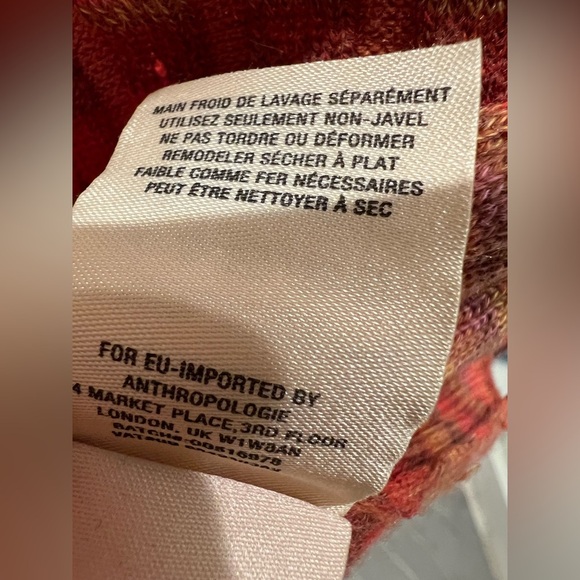 MAIN FROID DE LAVAGE SÉPARÉMENT
UTILISEZ SEULEMENT NON-JAVEL
NE PAS TORDRE OU DÉFORMER
REMODELER SÉCHER À PLAT
FAIBLE COMME FER NÉCESSAIRES
PEUT ÊTRE NETTOYER À SEC
FOR EU-IMPORTED BY
ANTHROPOLOGIE
4 MARKET PLACE,3RD FLOOR
LONDON, UK W1W8AN
BATCH#:00516978